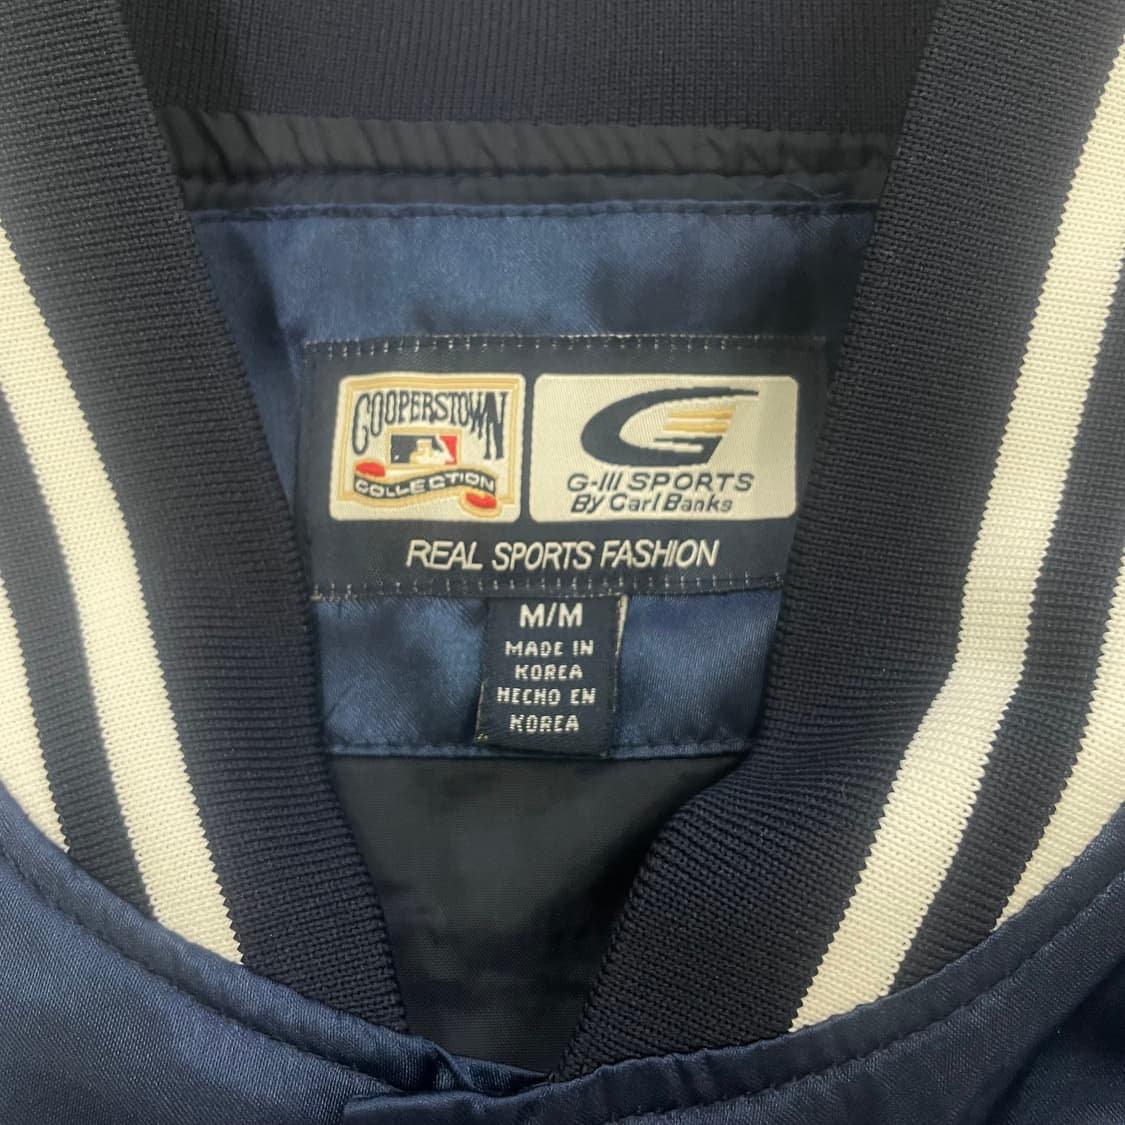 COOPERSTOWN
COLLECTION
G-III SPORTS
By Carl Banks
REAL SPORTS FASHION
M/M
MADE IN
KOREA
HECHO EN
KOREA